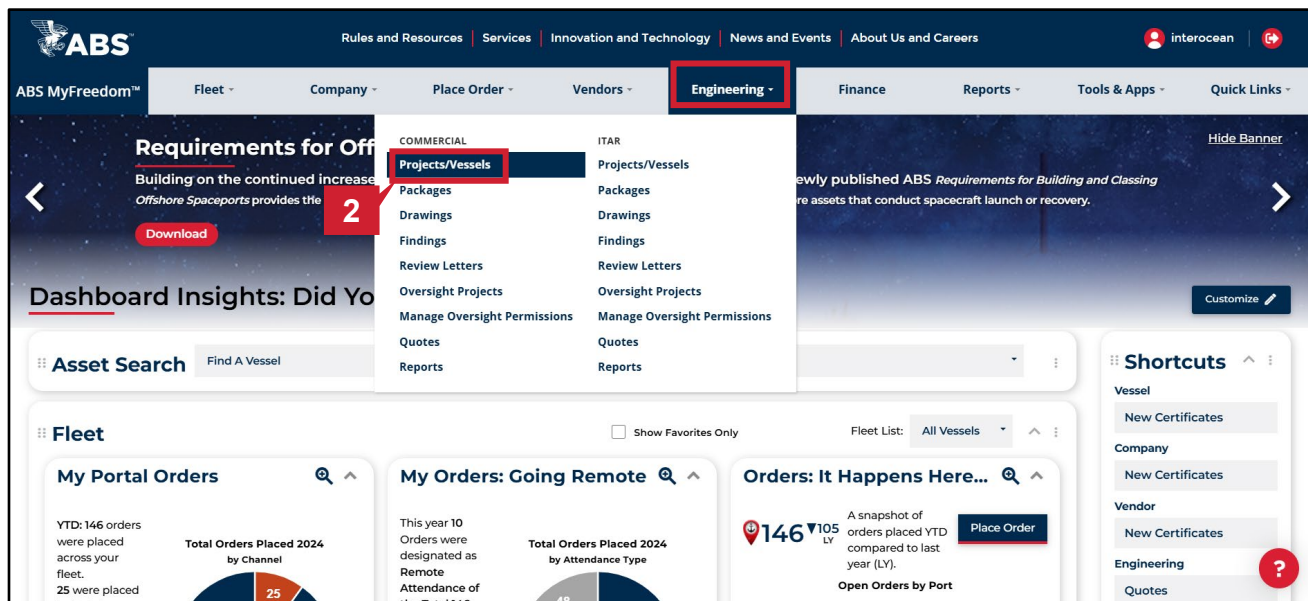 ABS
Rules and Resources | Services | Innovation and Technology | News and Events | About Us and Careers
interocean
ABS MyFreedom™ Fleet Company Place Order Vendors Engineering Finance Reports Tools & Apps Quick Links
Hide Banner
Requirements for Off
Building on the continued increase
Offshore Spaceports provides the
ewly published ABS Requirements for Building and Classing
re assets that conduct spacecraft launch or recovery.
Download
2
COMMERCIAL
Projects/Vessels
Packages
Drawings
Findings
Review Letters
Oversight Projects
Manage Oversight Permissions
Quotes
Reports
ITAR
Projects/Vessels
Packages
Drawings
Findings
Review Letters
Oversight Projects
Manage Oversight Permissions
Quotes
Reports
Dashboard Insights: Did Yo
Customize
Asset Search Find A Vessel
Fleet
Show Favorites Only
Fleet List: All Vessels
My Portal Orders
YTD: 146 orders
were placed
across your
fleet.
25 were placed
Total Orders Placed 2024
by Channel
25
My Orders: Going Remote
This year 10
Orders were
designated as
Remote
Attendance of
Total Orders Placed 2024
by Attendance Type
48
Orders: It Happens Here...
146 ▼105
LY
A snapshot of
orders placed YTD
compared to last
year (LY).
Place Order
Open Orders by Port
Shortcuts
Vessel
New Certificates
Company
New Certificates
Vendor
New Certificates
Engineering
Quotes
?